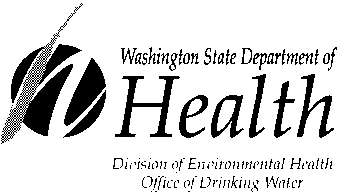 Washington State Department of
Health
Division of Environmental Health
Office of Drinking Water